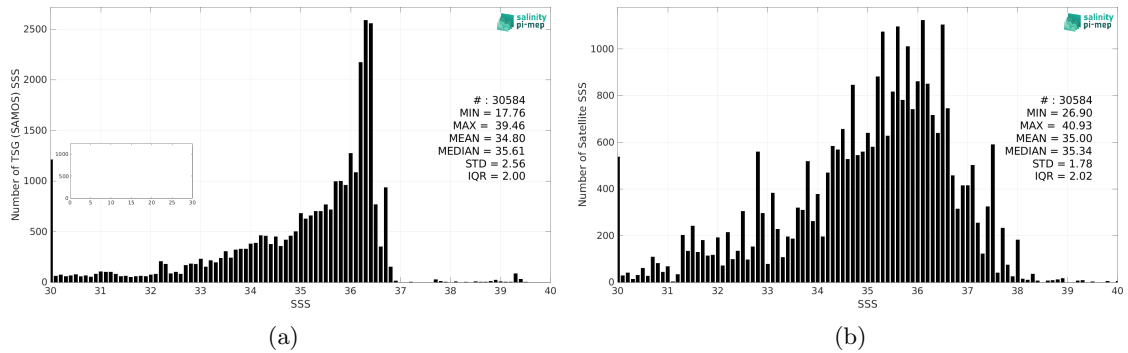 2500
2000
1500
1000
500
0
Number of TSG (SAMOS) SSS
salinity
pi-mep
# : 30584
MIN = 17.76
MAX = 39.46
MEAN = 34.80
MEDIAN = 35.61
STD = 2.56
IQR = 2.00
1000
500
0
0 5 10 15 20 25 30
30 31 32 33 34 35 36 37 38 39 40
SSS
(a)
1000
800
600
400
200
0
Number of Satellite SSS
salinity
pi-mep
# : 30584
MIN = 26.90
MAX = 40.93
MEAN = 35.00
MEDIAN = 35.34
STD = 1.78
IQR = 2.02
30 31 32 33 34 35 36 37 38 39 40
SSS
(b)